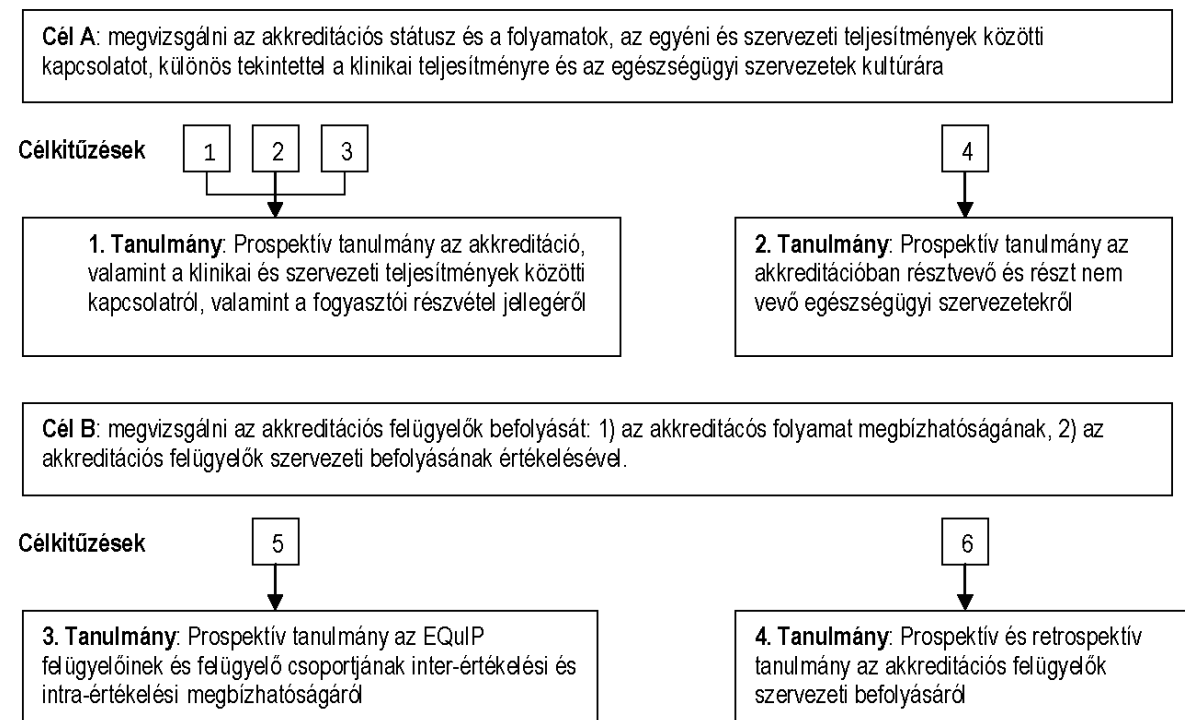 Cél A: megvizsgálni az akkreditációs státusz és a folyamatok, az egyéni és szervezeti teljesítmények közötti
kapcsolatot, különös tekintettel a klinikai teljesítményre és az egészségügyi szervezetek kultúrára
Célkitűzések 1 2 3 4
1. Tanulmány: Prospektív tanulmány az akkreditáció,
valamint a klinikai és szervezeti teljesítmények közötti
kapcsolatról, valamint a fogyasztói részvétel jellegéről
2. Tanulmány: Prospektív tanulmány az
akkreditációban résztvevő és részt nem
vevő egészségügyi szervezetekről
Cél B: megvizsgálni az akkreditációs felügyelők befolyását: 1) az akkreditácós folyamat megbízhatóságának, 2) az
akkreditációs felügyelők szervezeti befolyásának értékelésével.
Célkitűzések 5 6
3. Tanulmány: Prospektív tanulmány az EQuIP
felügyelőinek és felügyelő csoportjának inter-értékelési és
intra-értékelési megbízhatóságáról
4. Tanulmány: Prospektív és retrospektív
tanulmány az akkreditációs felügyelők
szervezeti befolyásáról